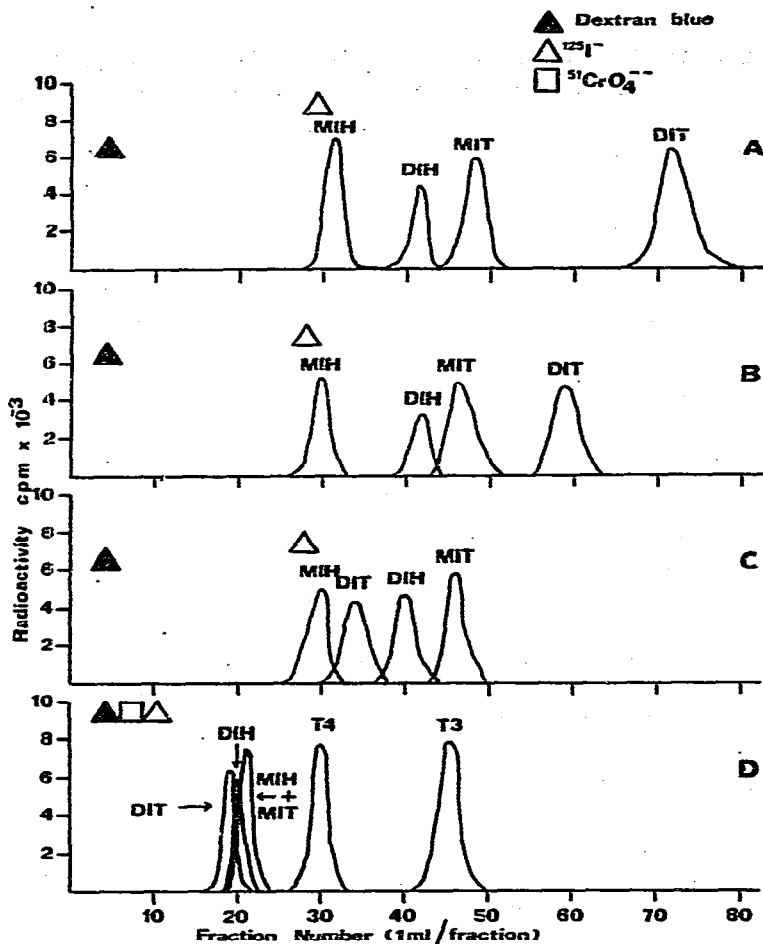 Dextran blue
125I-
51CrO4--
10
8
6
4
2
MIH
DIH
MIT
DIT
A
10
8
6
4
2
MIH
DIH
MIT
DIT
B
10
8
6
4
2
MIH
DIT
DIH
MIT
C
10
8
6
4
2
DIH
DIT →
MIH
← +
MIT
T4
T3
D
10 20 30 40 50 60 70 80
Fraction Number (1ml/fraction)
Radioactivity cpm x 10-3